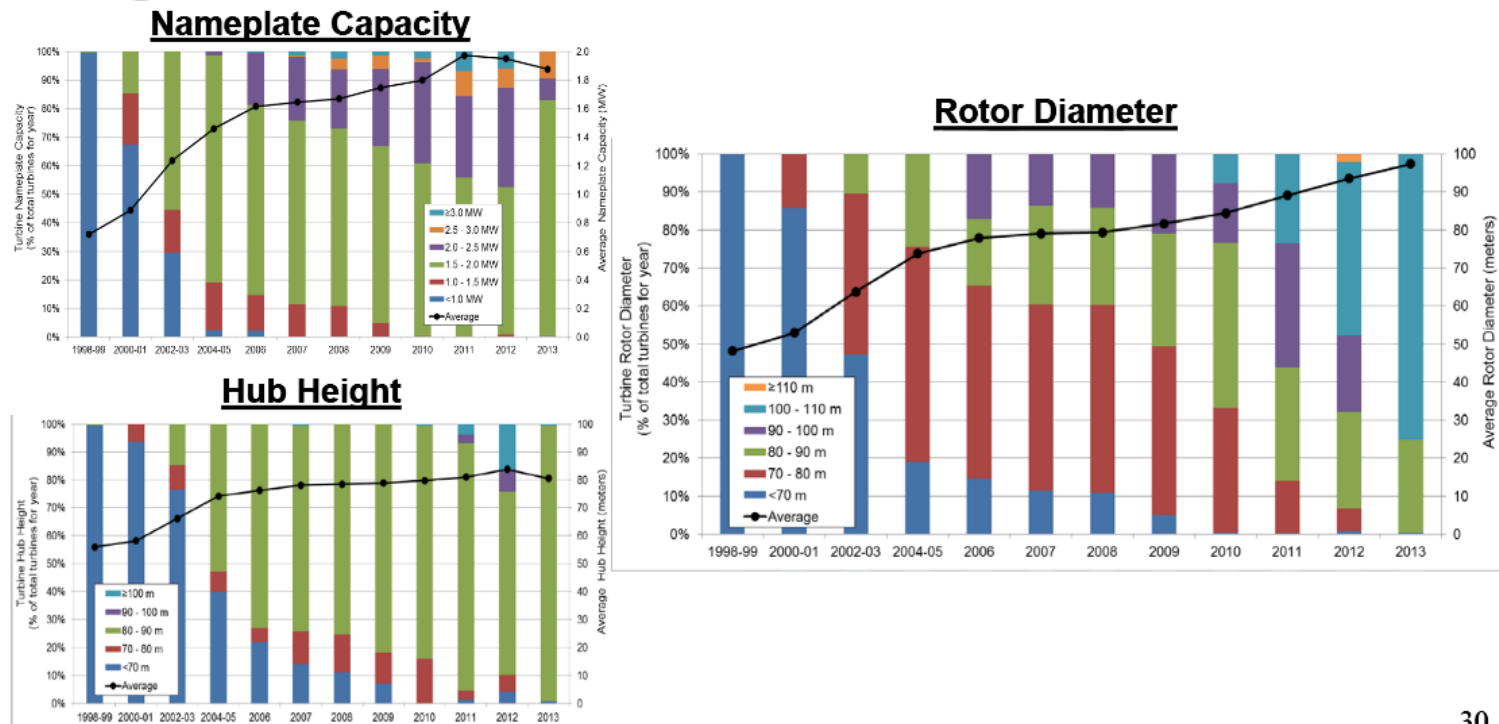 Nameplate Capacity
Turbine Nameplate Capacity
(% of total turbines for year)
100%
90%
80%
70%
60%
50%
40%
30%
20%
10%
0%
≥3.0 MW
2.5 - 3.0 MW
2.0 - 2.5 MW
1.5 - 2.0 MW
1.0 - 1.5 MW
<1.0 MW
Average
2.0
1.8
1.6
1.4
1.2
1.0
0.8
0.6
0.4
0.2
0.0
Average Nameplate Capacity (MW)
1998-99 2000-01 2002-03 2004-05 2006 2007 2008 2009 2010 2011 2012 2013
Hub Height
Turbine Hub Height
(% of total turbines for year)
100%
90%
80%
70%
60%
50%
40%
30%
20%
10%
0%
≥100 m
90 - 100 m
80 - 90 m
70 - 80 m
<70 m
Average
100
90
80
70
60
50
40
30
20
10
0
Average Hub Height (meters)
1998-99 2000-01 2002-03 2004-05 2006 2007 2008 2009 2010 2011 2012 2013
Rotor Diameter
Turbine Rotor Diameter
(% of total turbines for year)
100%
90%
80%
70%
60%
50%
40%
30%
20%
10%
0%
≥110 m
100 - 110 m
90 - 100 m
80 - 90 m
70 - 80 m
<70 m
Average
100
90
80
70
60
50
40
30
20
10
0
Average Rotor Diameter (meters)
1998-99 2000-01 2002-03 2004-05 2006 2007 2008 2009 2010 2011 2012 2013
30